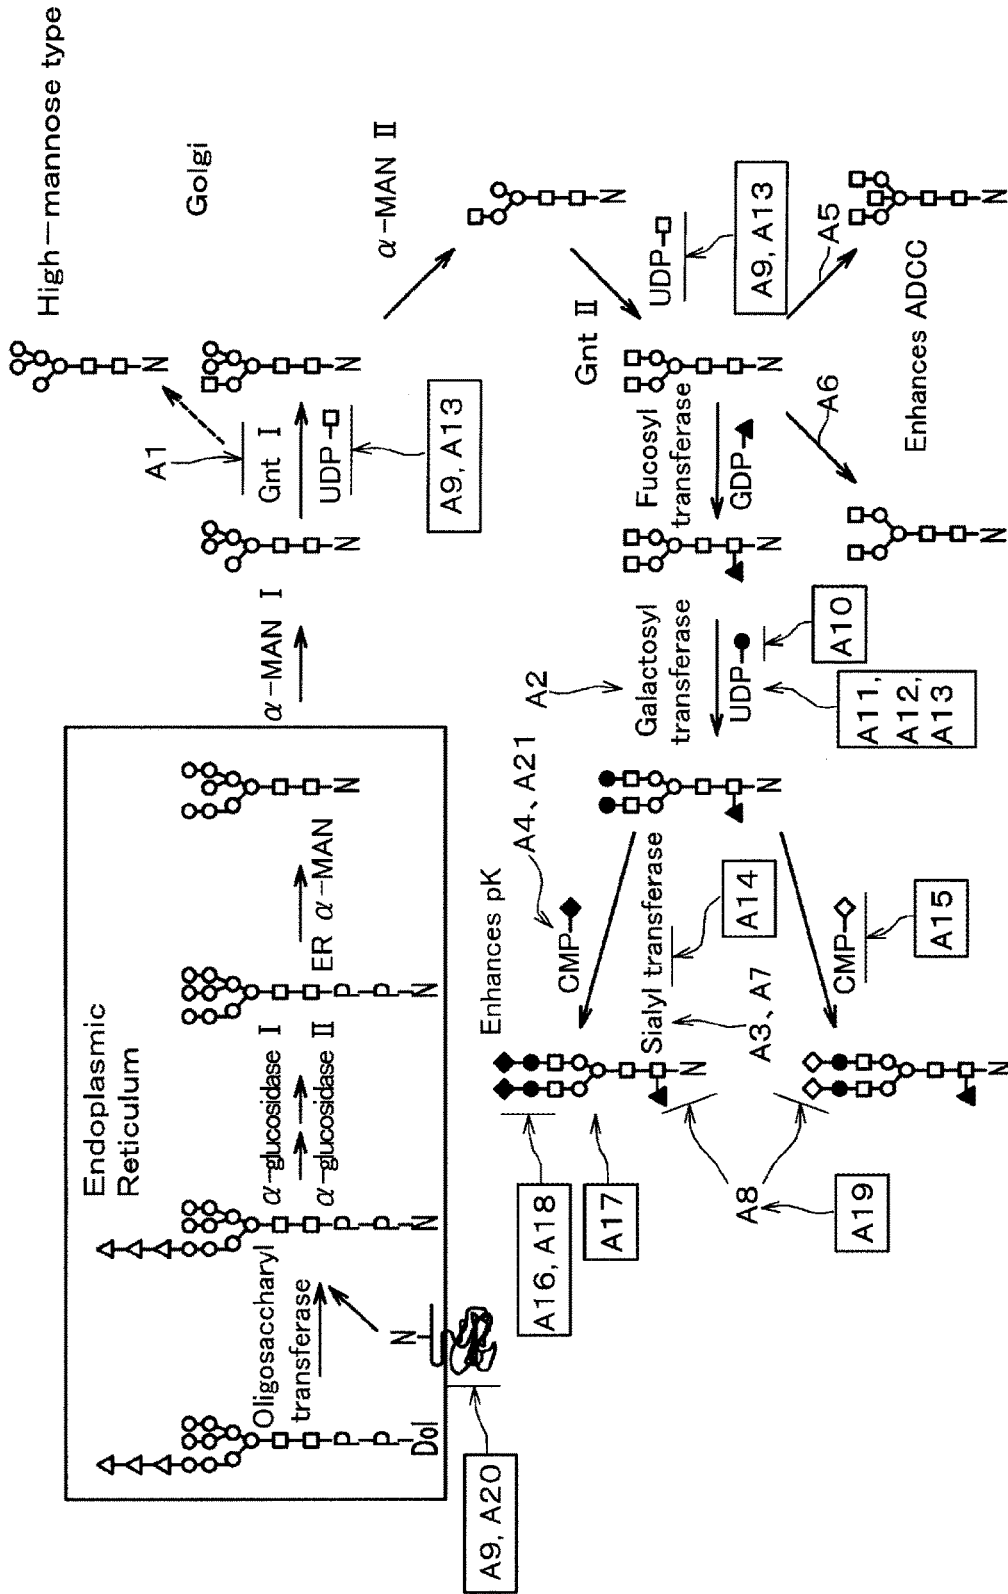 High-mannose type
Endoplasmic
Reticulum
Golgi
Oligosaccharyl
transferase
α-glucosidase I
α-glucosidase II
ER α-MAN
α-MAN I
A1
Gnt I
UDP
A9, A13
α-MAN II
P
P
Dol
P
P
N
P
P
N
N
N
N
N
N
N
N
A9, A20
Enhances pK
A4、A21
CMP
A2
Galactosyl
transferase
UDP
A10
A11,
A12,
A13
Fucosyl
transferase
GDP
Gnt II
UDP
A9, A13
A5
A6
Enhances ADCC
Sialyl transferase
A14
A3、A7
CMP
A15
A16, A18
A17
A8
A19
N
N
N
N
N
N
N